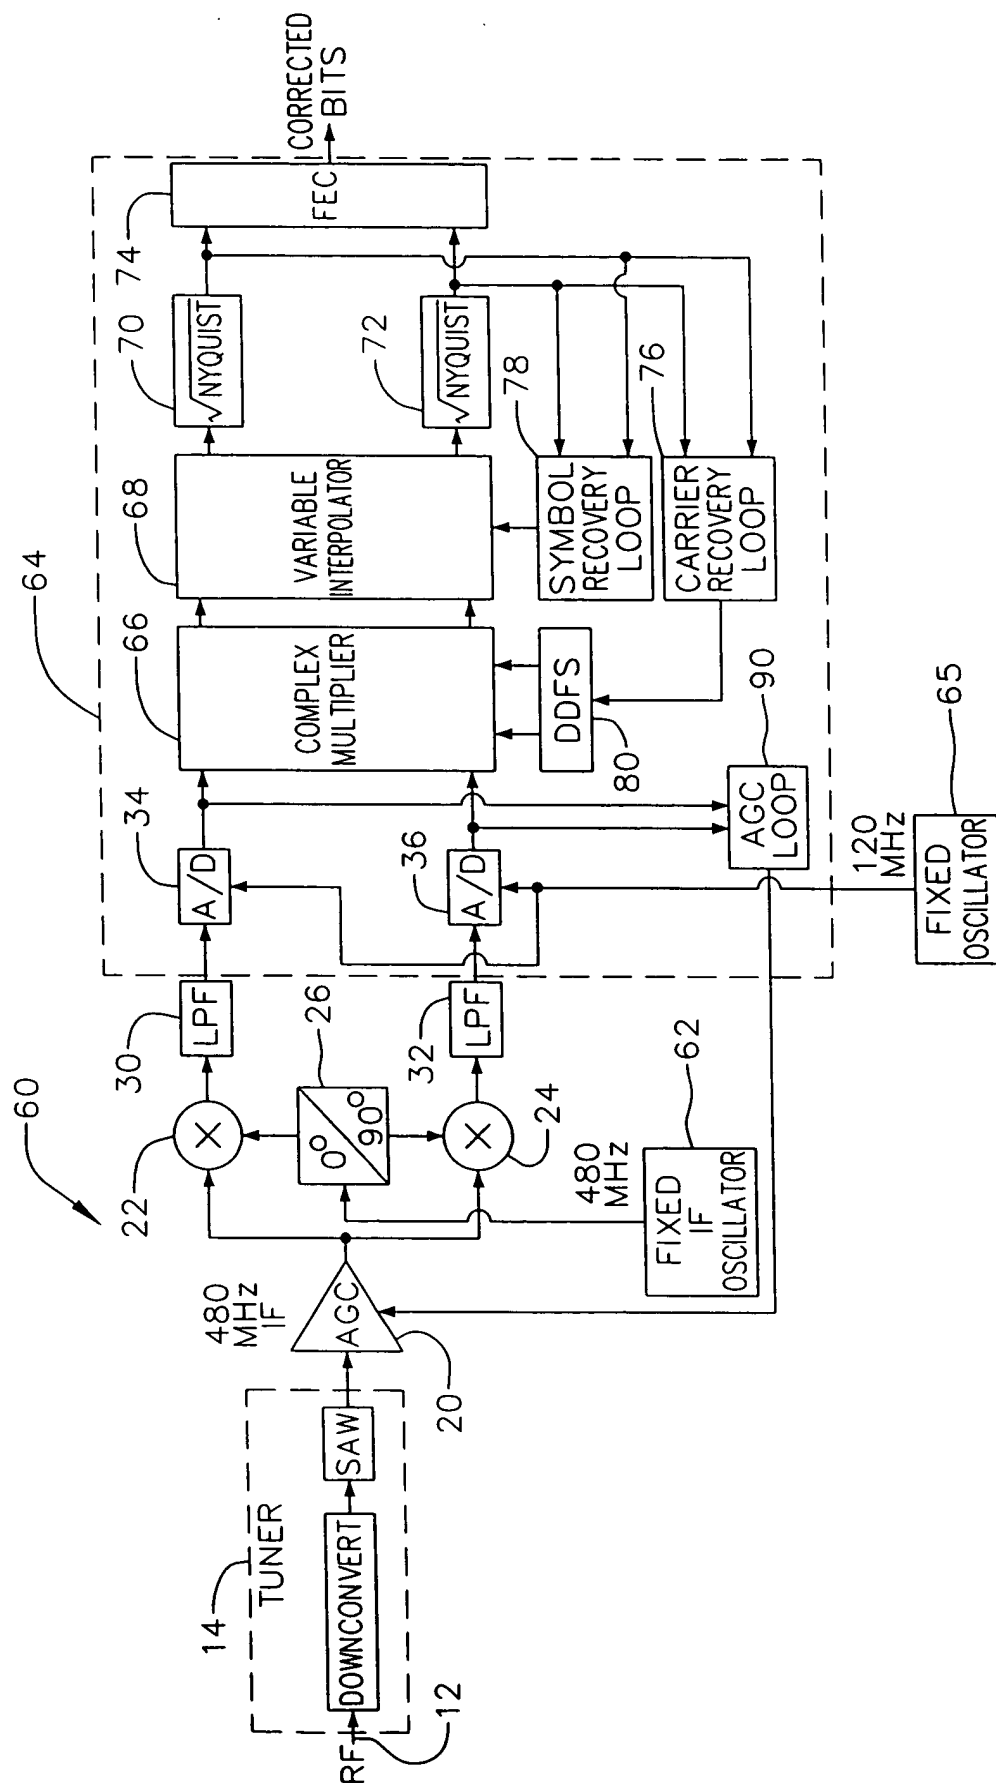 60
64
14
TUNER
RF
12
DOWNCONVERT
SAW
480
MHz
IF
AGC
20
22
X
26
0°
90°
24
X
30
LPF
32
LPF
480
MHz
62
FIXED
IF
OSCILLATOR
34
A/D
36
A/D
66
COMPLEX
MULTIPLIER
68
VARIABLE
INTERPOLATOR
70
√NYQUIST
72
√NYQUIST
74
FEC
CORRECTED
BITS
78
SYMBOL
RECOVERY
LOOP
76
CARRIER
RECOVERY
LOOP
DDFS
80
90
AGC
LOOP
120
MHz
65
FIXED
OSCILLATOR